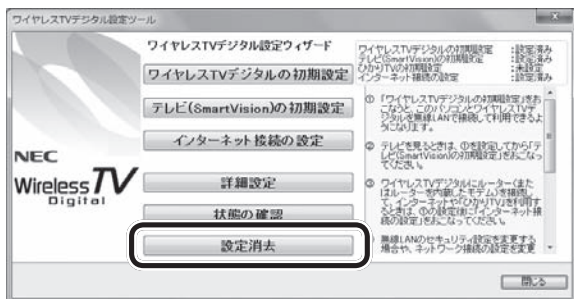 ワイヤレスTVデジタル設定ツール
ワイヤレスTVデジタル設定ウィザード
ワイヤレスTVデジタルの初期設定
テレビ(SmartVision)の初期設定
インターネット接続の設定
詳細設定
状態の確認
設定消去
NEC
Wireless TV
Digital
ワイヤレスTVデジタルの初期設定 :設定済み
テレビ(SmartVision)の初期設定 :設定済み
ひかりTVの初期設定 :未設定
インターネット接続の設定 :設定済み
① 「ワイヤレスTVデジタルの初期設定」をお
こなうと、このパソコンとワイヤレスTVデ
ジタルを無線LANで接続して利用できるよ
うになります。
② テレビを見るときは、①を設定してから「テ
レビ(SmartVision)の初期設定」をおこなっ
てください。
③ ワイヤレスTVデジタルにルーター(また
はルーターを内蔵したモデム)を接続し
て、インターネットや「ひかりTV」を利用す
るときは、①の設定後に「インターネット接
続の設定」をおこなってください。
無線LANのセキュリティ設定を変更する
場合や、ネットワーク接続の設定を変更
閉じる